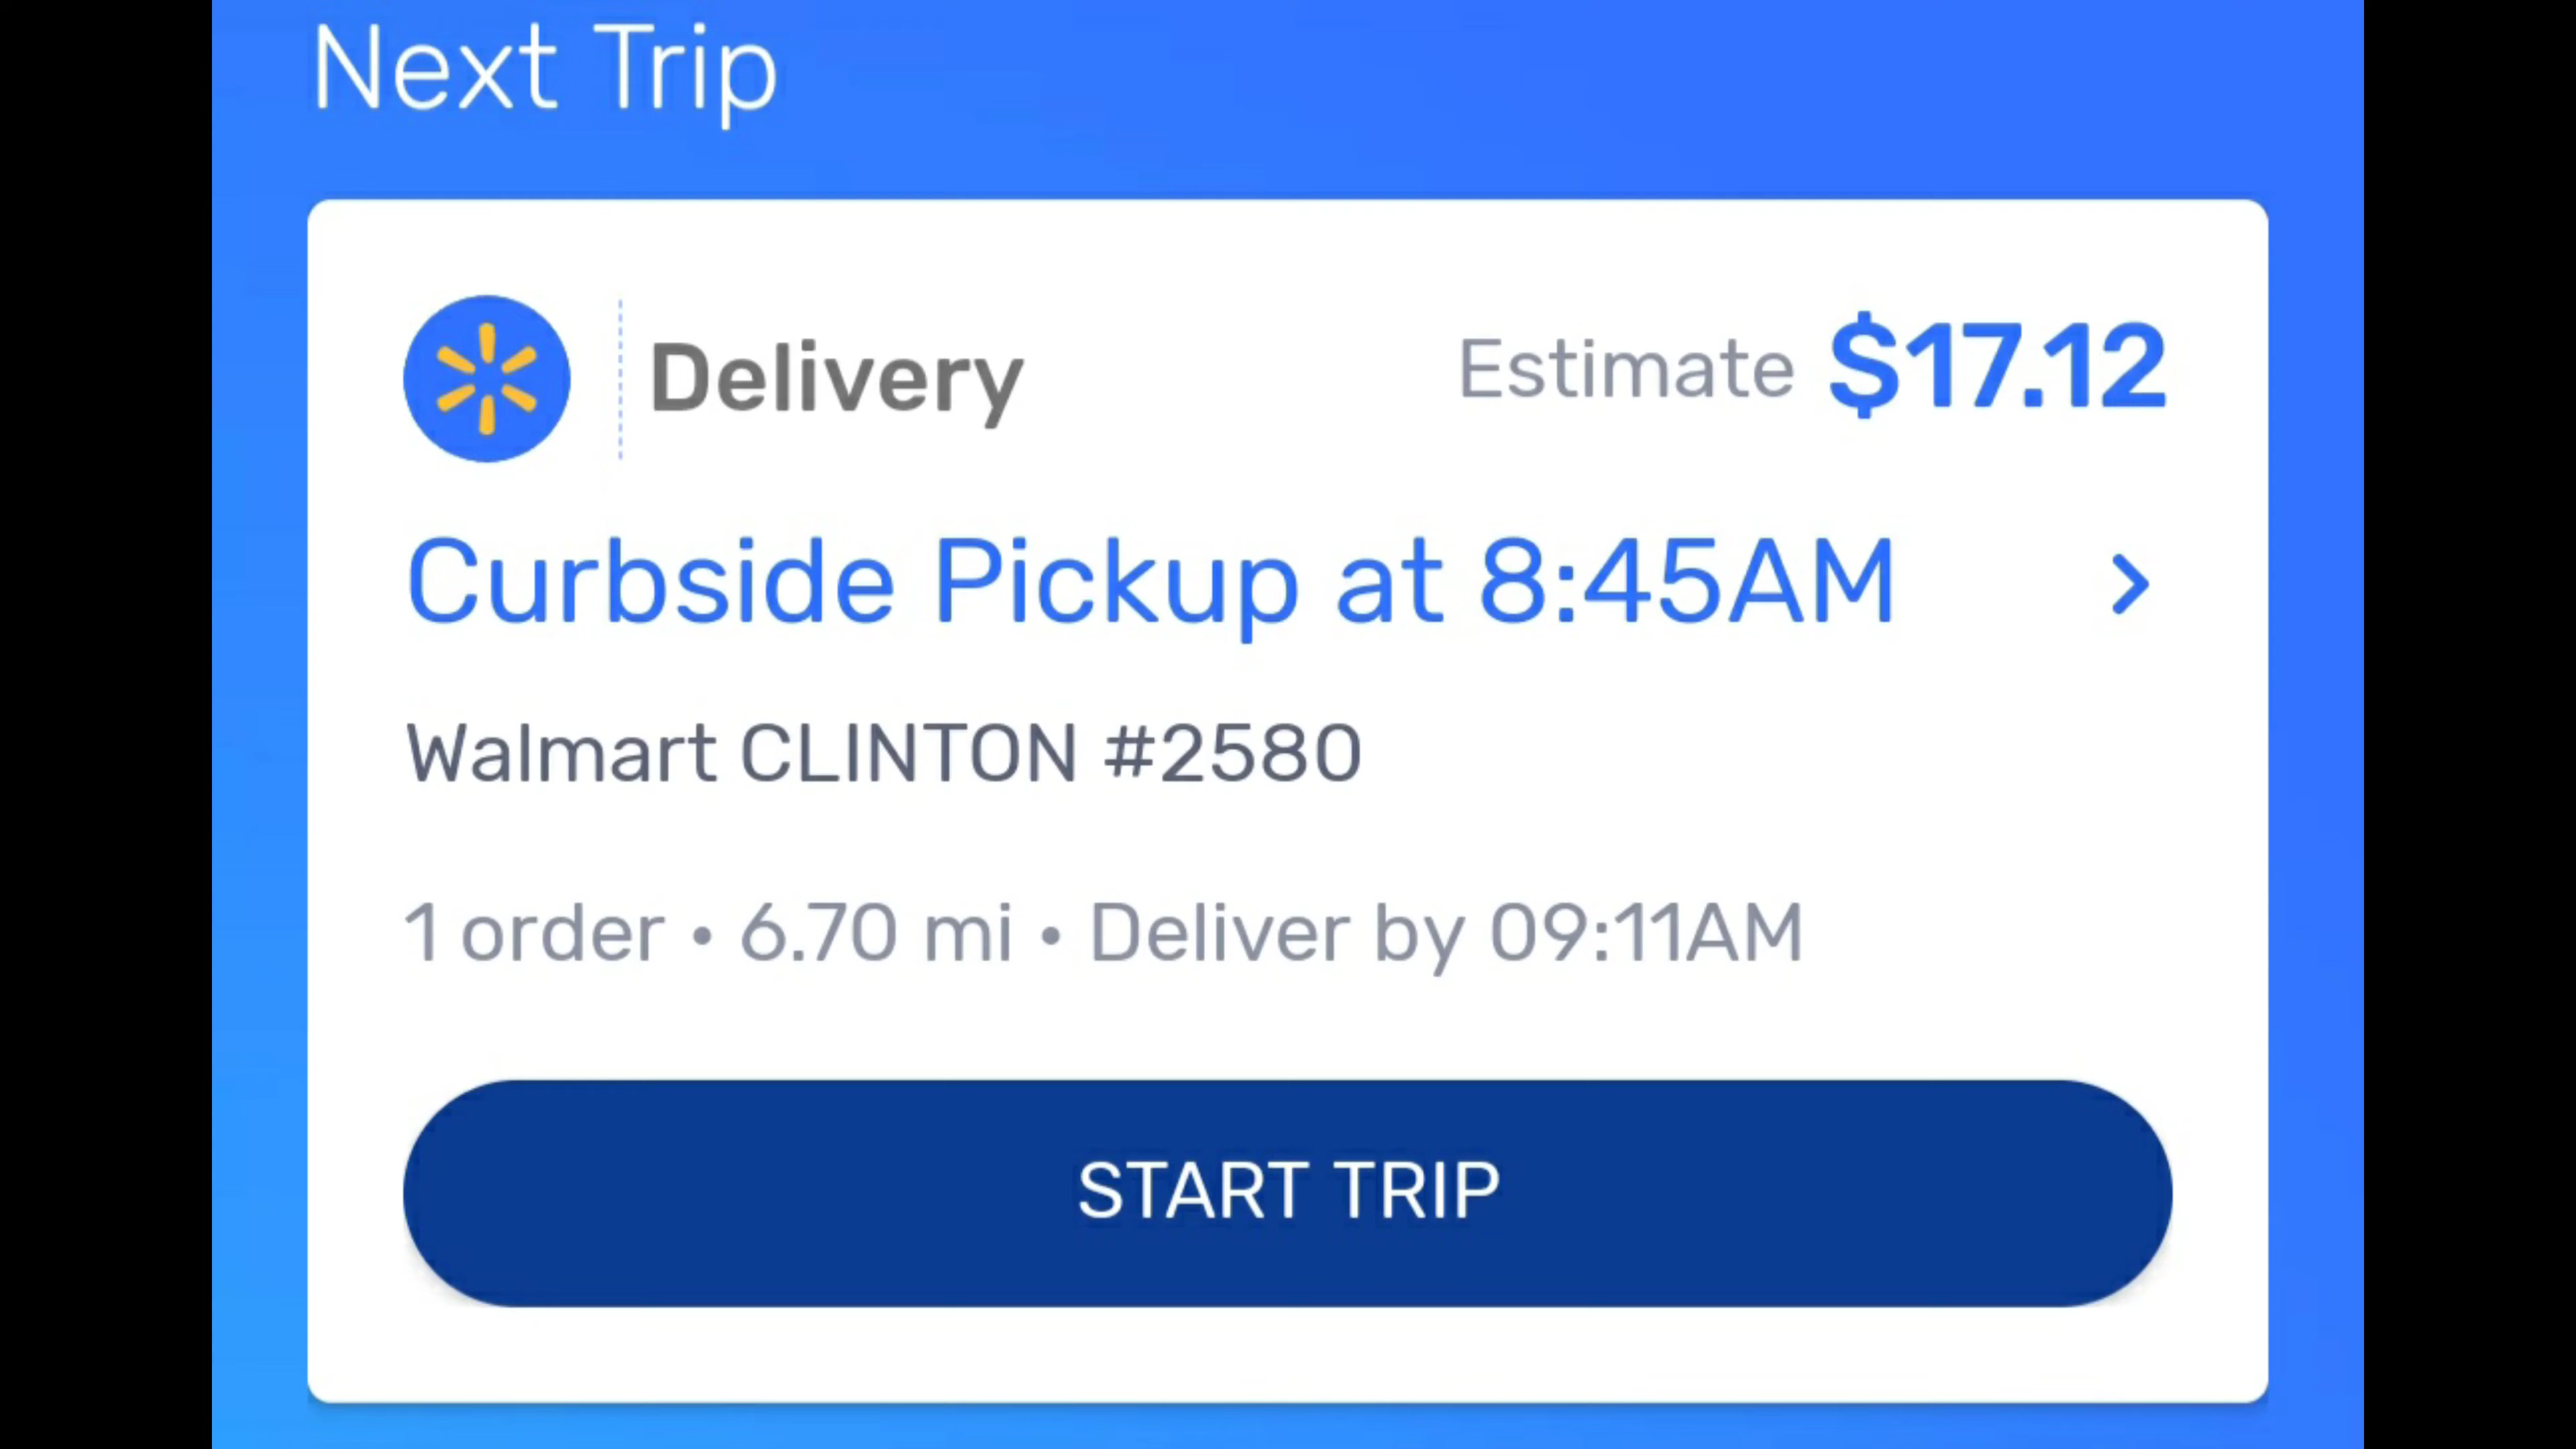 Next Trip
Delivery
Estimate $17.12
Curbside Pickup at 8:45AM
Walmart CLINTON #2580
1 order • 6.70 mi • Deliver by 09:11AM
START TRIP